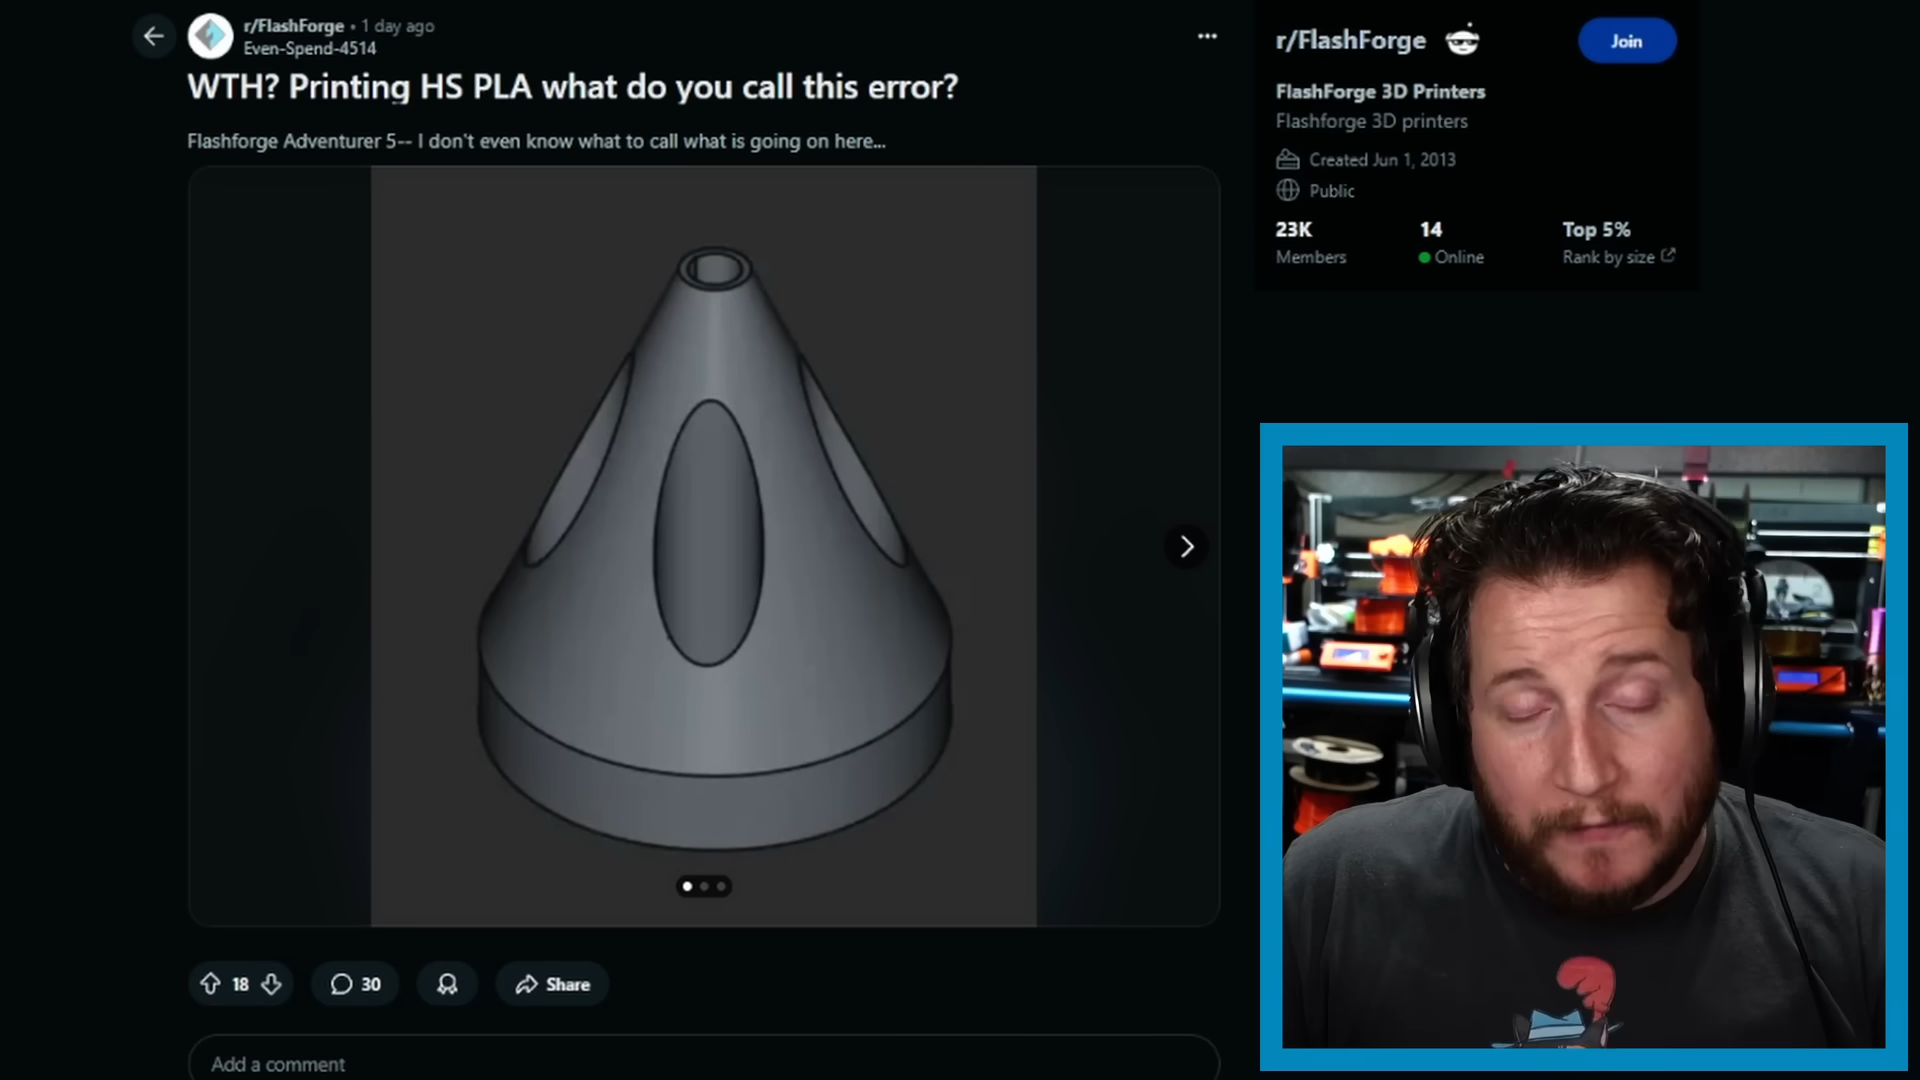 r/FlashForge • 1 day ago
Even-Spend-4514
WTH? Printing HS PLA what do you call this error?
Flashforge Adventurer 5-- I don't even know what to call what is going on here...
18
30
Share
Add a comment
r/FlashForge
Join
FlashForge 3D Printers
Flashforge 3D printers
Created Jun 1, 2013
Public
23K
14
Top 5%
Members
Online
Rank by size